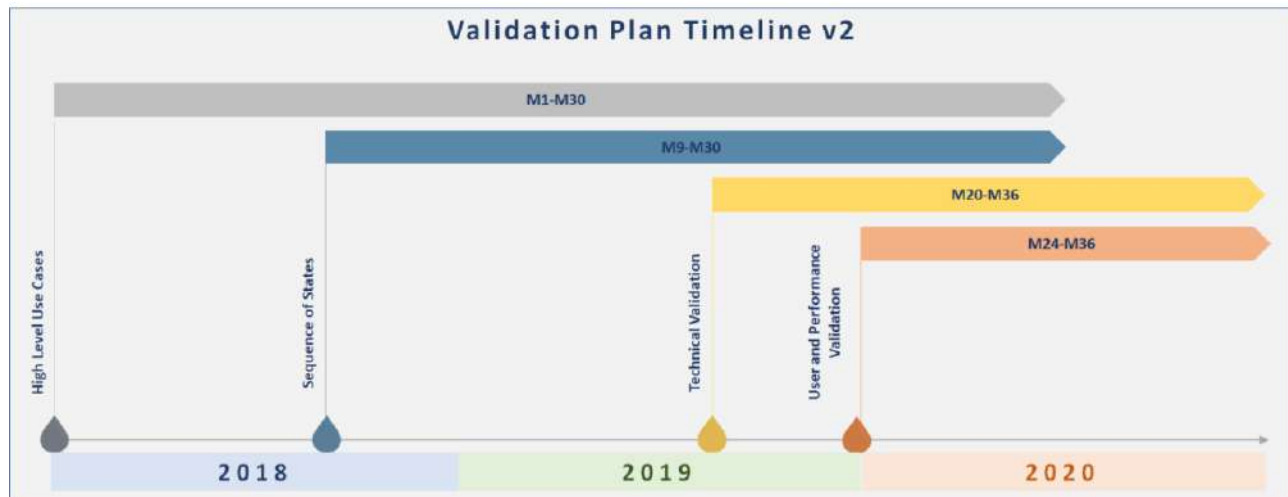 Validation Plan Timeline v2
M1-M30
M9-M30
M20-M36
M24-M36
High Level Use Cases
Sequence of States
Technical Validation
User and Performance
Validation
2018
2019
2020